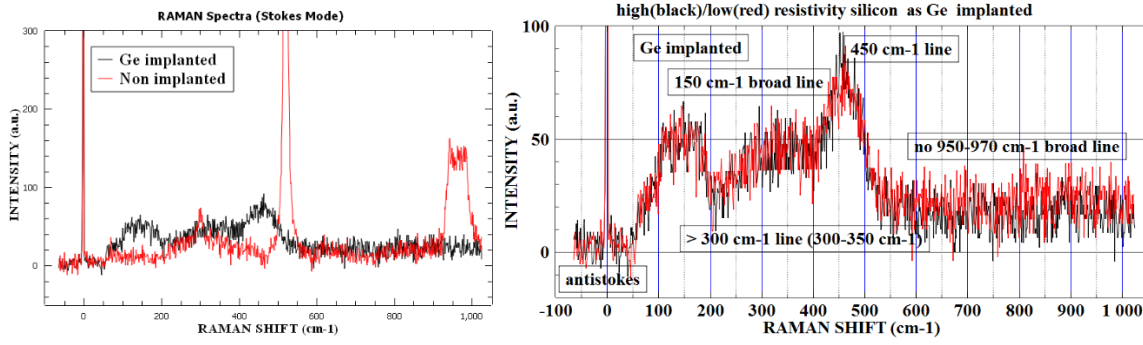 RAMAN Spectra (Stokes Mode)
300
200
100
0
INTENSITY (a.u.)
Ge implanted
Non implanted
0
200
400
600
800
1,000
RAMAN SHIFT (cm-1)
high(black)/low(red) resistivity silicon as Ge implanted
100
50
0
INTENSITY (a.u.)
Ge implanted
450 cm-1 line
150 cm-1 broad line
no 950-970 cm-1 broad line
> 300 cm-1 line (300-350 cm-1)
antistokes
-100 0 100 200 300 400 500 600 700 800 900 1 000
RAMAN SHIFT (cm-1)